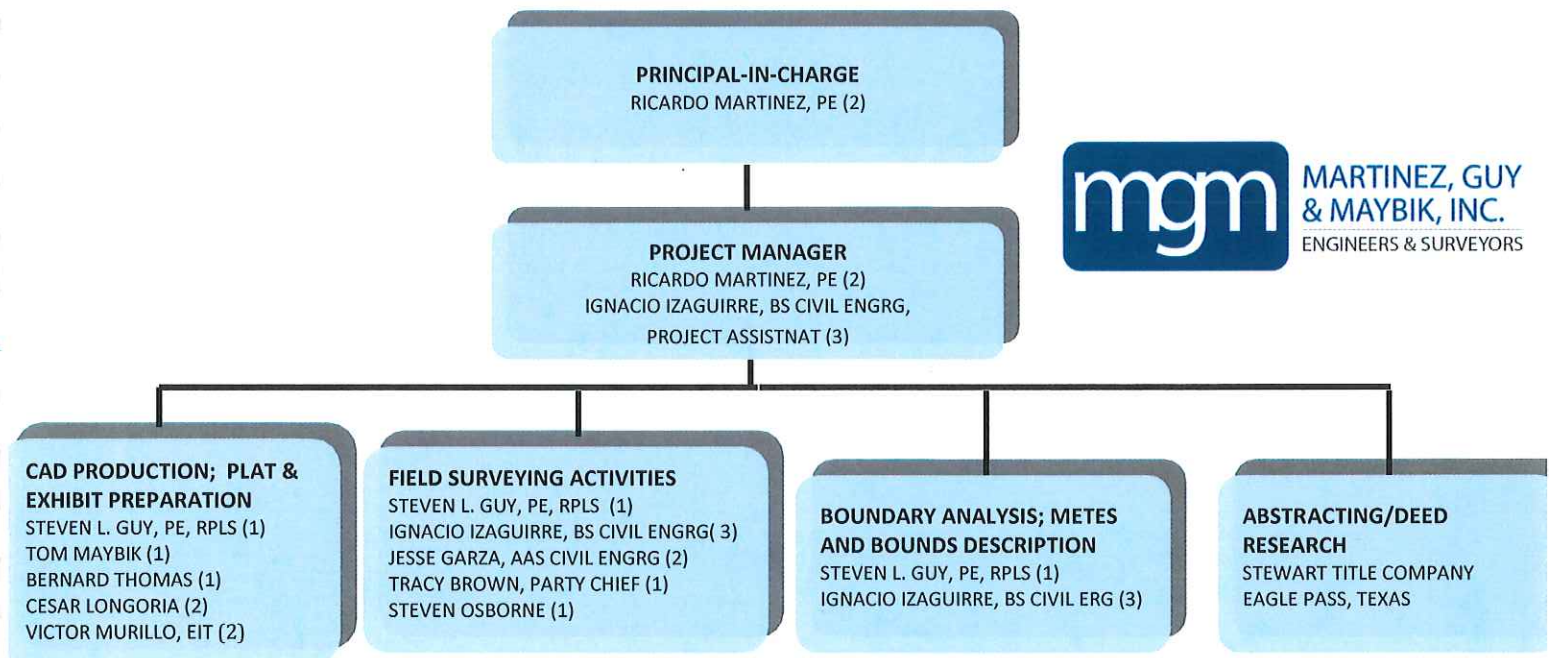 PRINCIPAL-IN-CHARGE
RICARDO MARTINEZ, PE (2)
mgm
MARTINEZ, GUY
& MAYBIK, INC.
ENGINEERS & SURVEYORS
PROJECT MANAGER
RICARDO MARTINEZ, PE (2)
IGNACIO IZAGUIRRE, BS CIVIL ENGRG,
PROJECT ASSISTNAT (3)
CAD PRODUCTION;  PLAT &
EXHIBIT PREPARATION
STEVEN L. GUY, PE, RPLS (1)
TOM MAYBIK (1)
BERNARD THOMAS (1)
CESAR LONGORIA (2)
VICTOR MURILLO, EIT (2)
FIELD SURVEYING ACTIVITIES
STEVEN L. GUY, PE, RPLS  (1)
IGNACIO IZAGUIRRE, BS CIVIL ENGRG( 3)
JESSE GARZA, AAS CIVIL ENGRG (2)
TRACY BROWN, PARTY CHIEF (1)
STEVEN OSBORNE (1)
BOUNDARY ANALYSIS; METES
AND BOUNDS DESCRIPTION
STEVEN L. GUY, PE, RPLS (1)
IGNACIO IZAGUIRRE, BS CIVIL ERG (3)
ABSTRACTING/DEED
RESEARCH
STEWART TITLE COMPANY
EAGLE PASS, TEXAS